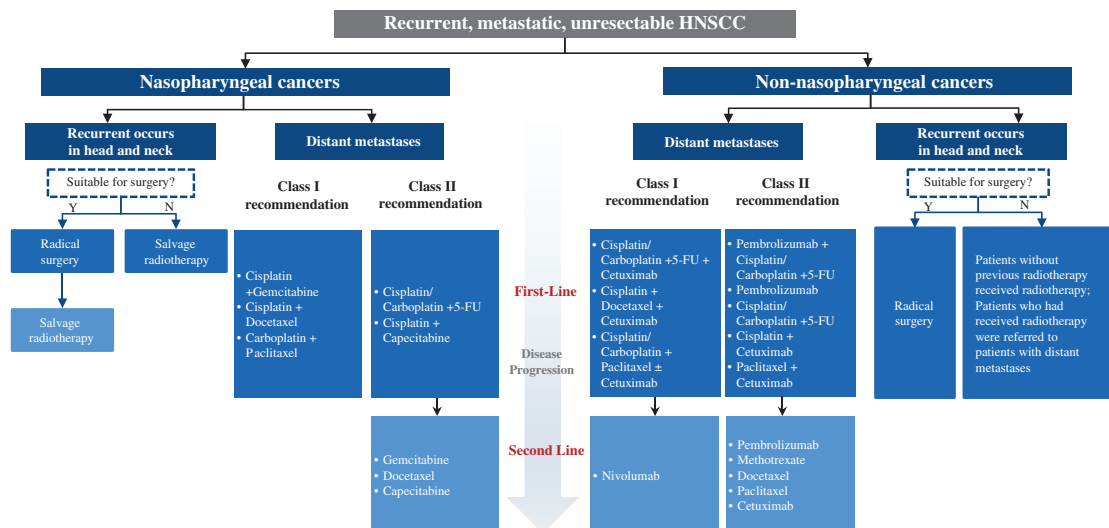 Recurrent, metastatic, unresectable HNSCC
Nasopharyngeal cancers
Non-nasopharyngeal cancers
Recurrent occurs
in head and neck
Distant metastases
Distant metastases
Recurrent occurs
in head and neck
Suitable for surgery?
Y
N
Class I
recommendation
Class II
recommendation
Class I
recommendation
Class II
recommendation
Suitable for surgery?
Y
N
Radical
surgery
Salvage
radiotherapy
Salvage
radiotherapy
• Cisplatin
+Gemcitabine
• Cisplatin +
Docetaxel
• Carboplatin +
Paclitaxel
• Cisplatin/
Carboplatin +5-FU
• Cisplatin +
Capecitabine
First-Line
Disease
Progression
• Cisplatin/
Carboplatin +5-FU +
Cetuximab
• Cisplatin +
Docetaxel +
Cetuximab
• Cisplatin/
Carboplatin +
Paclitaxel ±
Cetuximab
• Pembrolizumab +
Cisplatin/
Carboplatin +5-FU
• Pembrolizumab
• Cisplatin/
Carboplatin +5-FU
• Cisplatin +
Cetuximab
• Paclitaxel + Cetuximab
Radical
surgery
Patients without
previous radiotherapy
received radiotherapy;
Patients who had
received radiotherapy
were referred to
patients with distant
metastases
• Gemcitabine
• Docetaxel
• Capecitabine
Second Line
• Nivolumab
• Pembrolizumab
• Methotrexate
• Docetaxel
• Paclitaxel
• Cetuximab